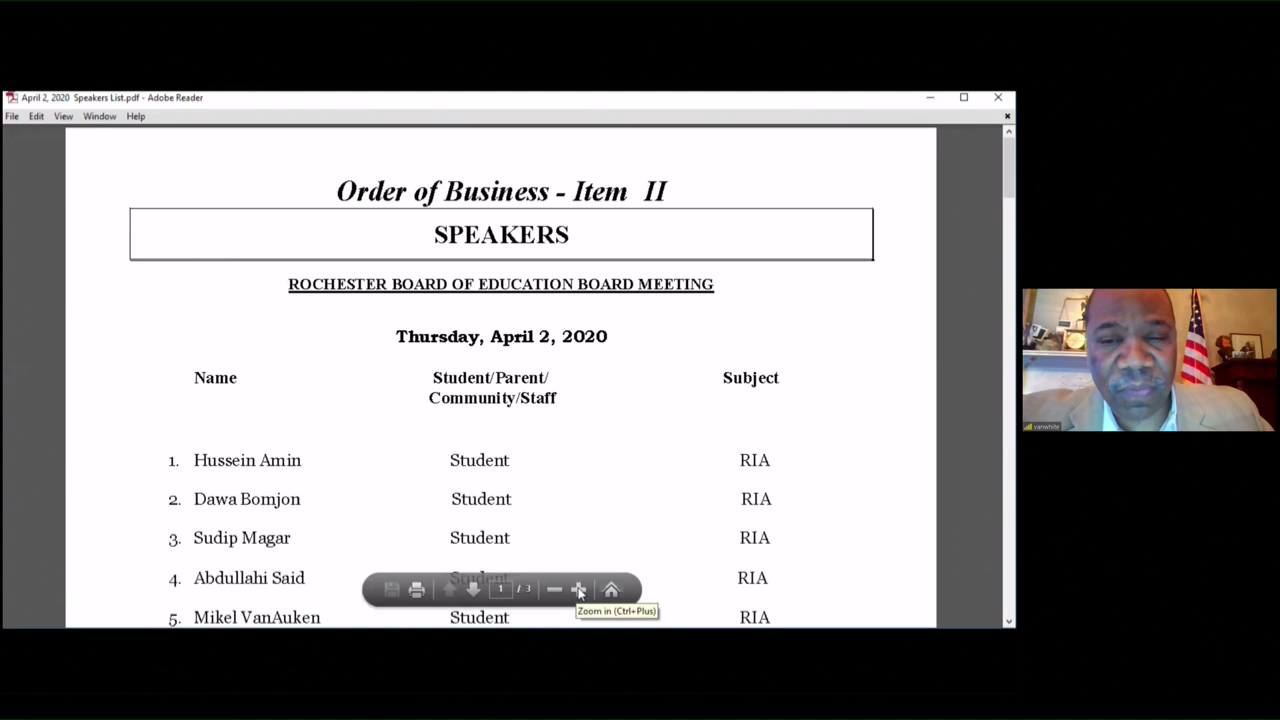 April 2, 2020 Speakers List.pdf - Adobe Reader
File Edit View Window Help
Order of Business - Item II
SPEAKERS
ROCHESTER BOARD OF EDUCATION BOARD MEETING
Thursday, April 2, 2020
Name Student/Parent/ Subject
Community/Staff
1. Hussein Amin Student RIA
2. Dawa Bomjon Student RIA
3. Sudip Magar Student RIA
4. Abdullahi Said Student RIA
1 / 3
Zoom in (Ctrl+Plus)
5. Mikel VanAuken Student RIA
vanwhite